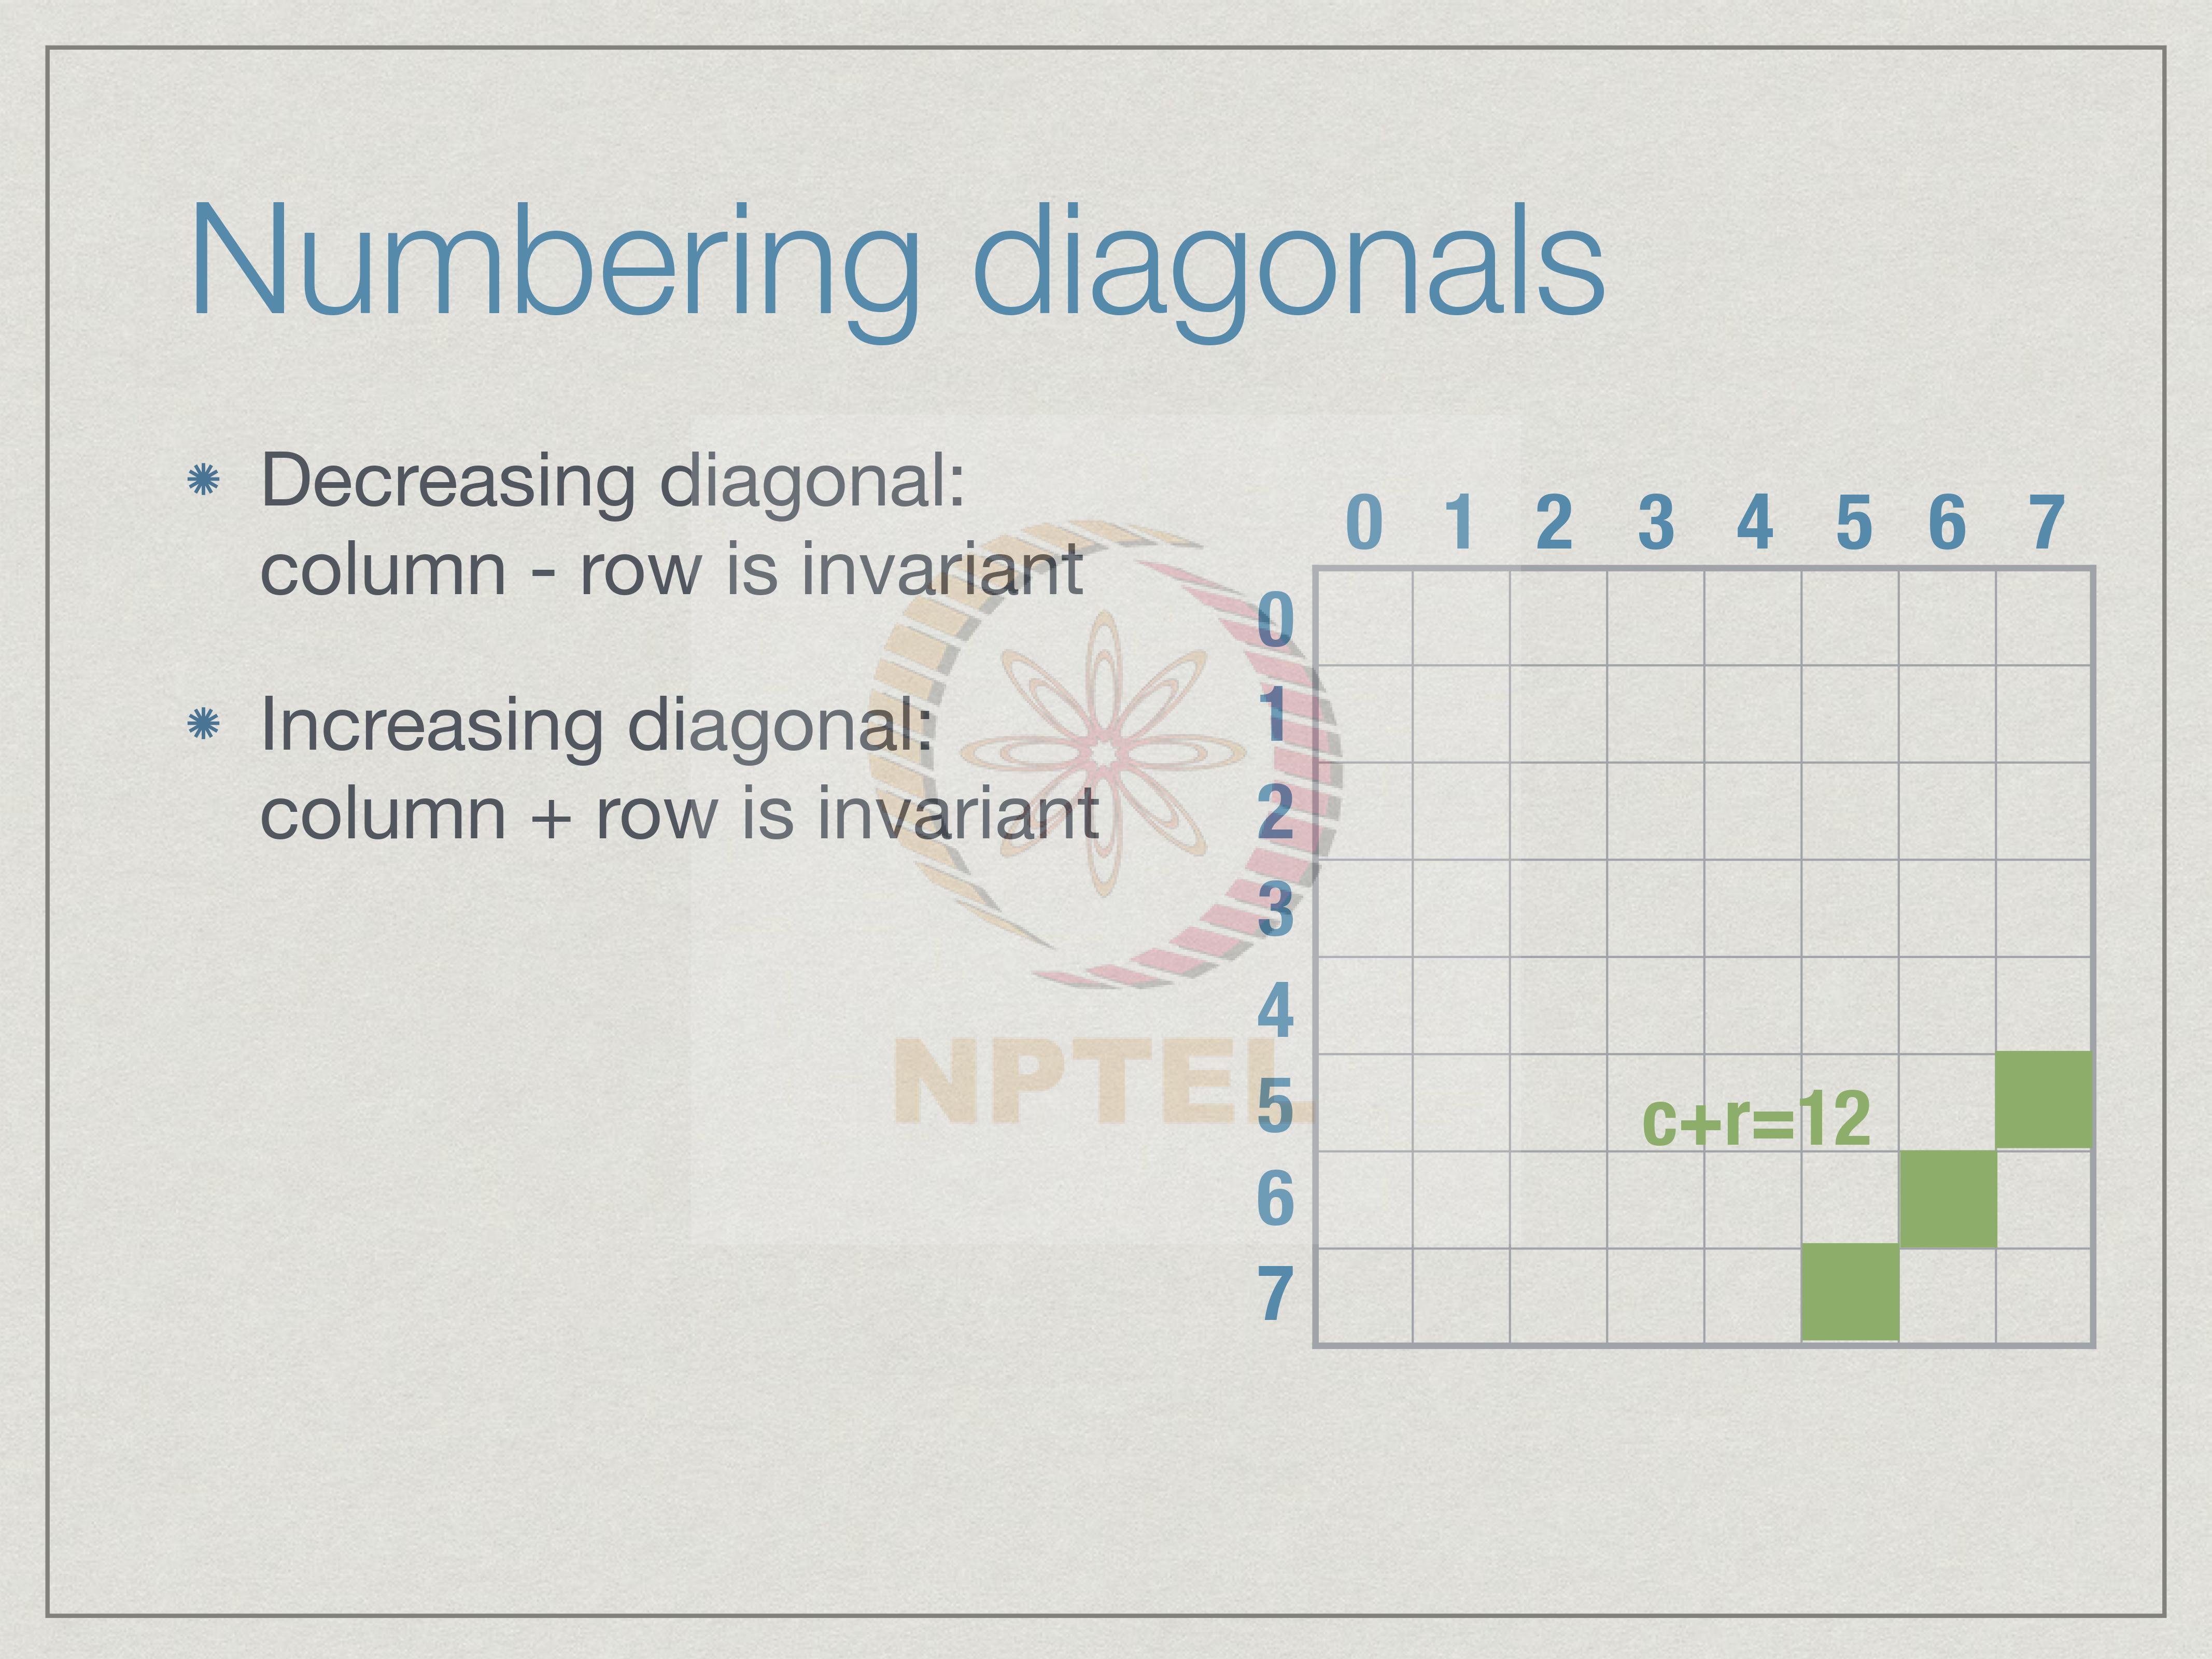 Numbering diagonals
Decreasing diagonal:
column - row is invariant
Increasing diagonal:
column + row is invariant
0 1 2 3 4 5 6 7
0
1
2
3
4
5
c+r=12
6
7
NPTEL